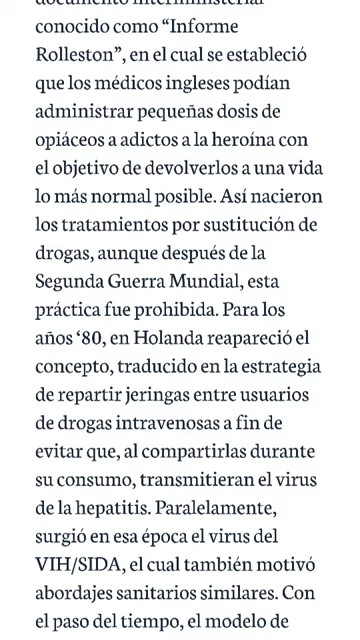 documento interministerial
conocido como “Informe
Rolleston”, en el cual se estableció
que los médicos ingleses podían
administrar pequeñas dosis de
opiáceos a adictos a la heroína con
el objetivo de devolverlos a una vida
lo más normal posible. Así nacieron
los tratamientos por sustitución de
drogas, aunque después de la
Segunda Guerra Mundial, esta
práctica fue prohibida. Para los
años ‘80, en Holanda reapareció el
concepto, traducido en la estrategia
de repartir jeringas entre usuarios
de drogas intravenosas a fin de
evitar que, al compartirlas durante
su consumo, transmitieran el virus
de la hepatitis. Paralelamente,
surgió en esa época el virus del
VIH/SIDA, el cual también motivó
abordajes sanitarios similares. Con
el paso del tiempo, el modelo de